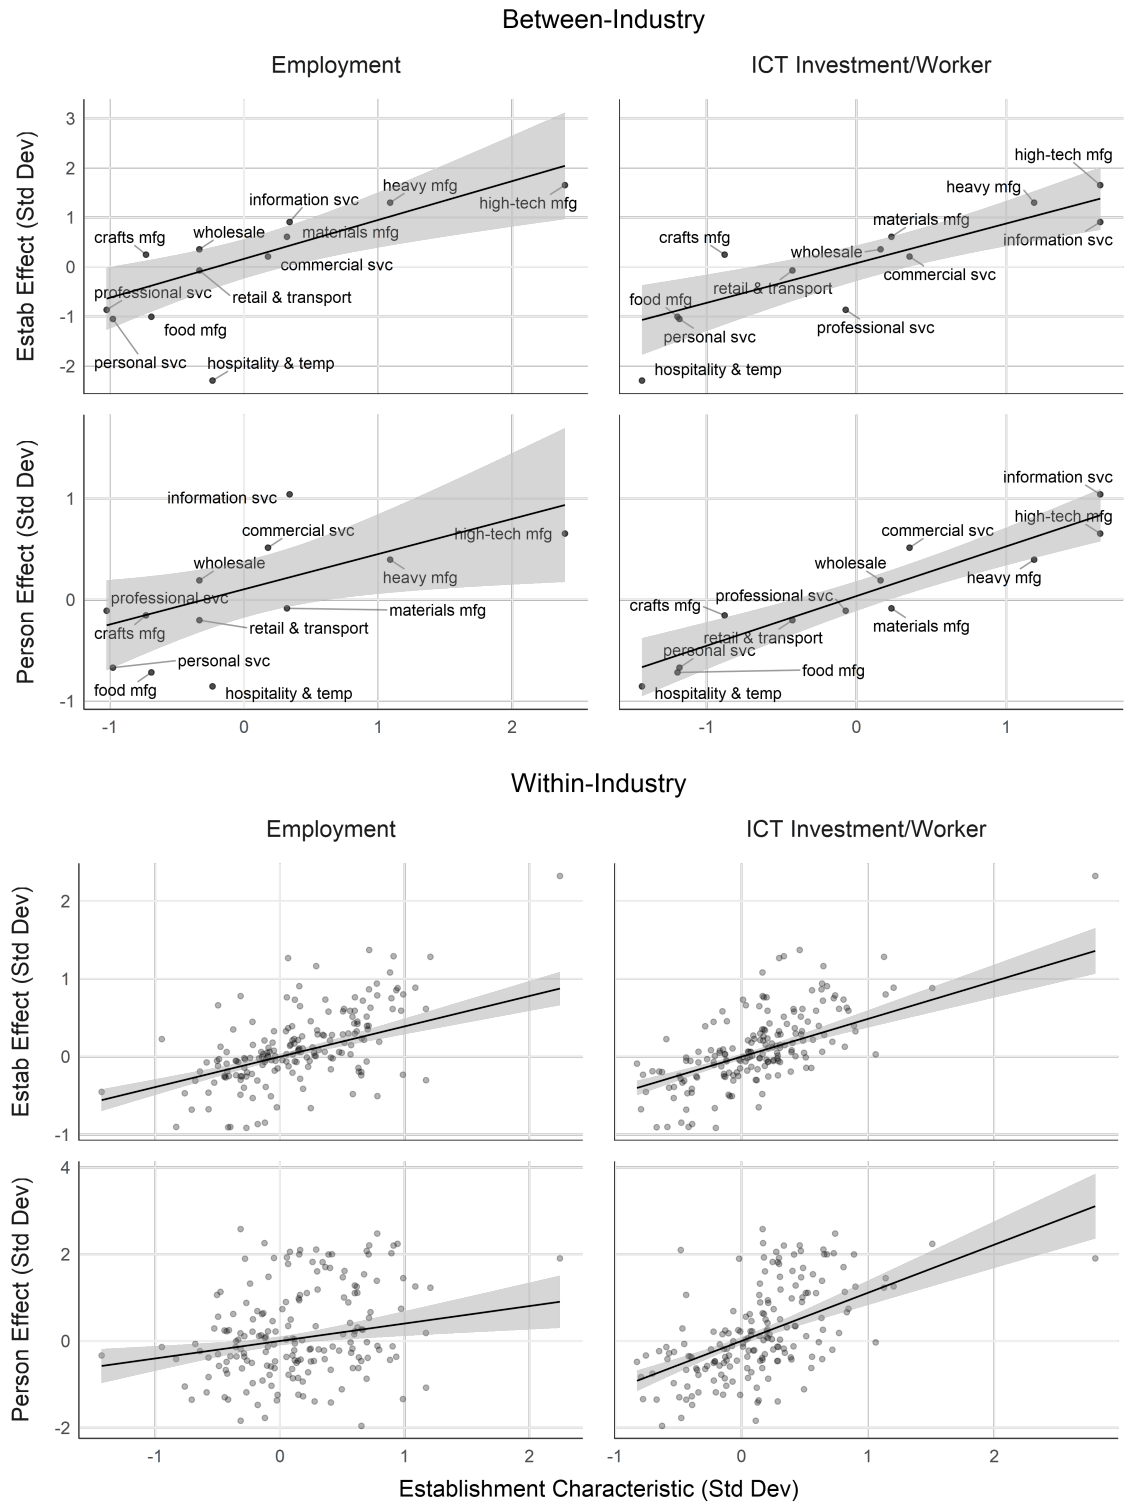 Between-Industry
Employment
ICT Investment/Worker
Estab Effect (Std Dev)
3
2
1
0
-1
-2
heavy mfg
information svc
high-tech mfg
wholesale
materials mfg
crafts mfg
commercial svc
professional svc
retail & transport
food mfg
personal svc
hospitality & temp
high-tech mfg
heavy mfg
materials mfg
crafts mfg
information svc
wholesale
commercial svc
retail & transport
food mfg
professional svc
personal svc
hospitality & temp
Person Effect (Std Dev)
1
0
-1
information svc
commercial svc
high-tech mfg
wholesale
heavy mfg
professional svc
materials mfg
crafts mfg
retail & transport
personal svc
food mfg
hospitality & temp
information svc
high-tech mfg
commercial svc
wholesale
heavy mfg
professional svc
crafts mfg
materials mfg
retail & transport
personal svc
food mfg
hospitality & temp
-1
0
1
2
-1
0
1
Within-Industry
Employment
ICT Investment/Worker
Estab Effect (Std Dev)
2
1
0
-1
Person Effect (Std Dev)
4
2
0
-2
-1
0
1
2
-1
0
1
2
Establishment Characteristic (Std Dev)